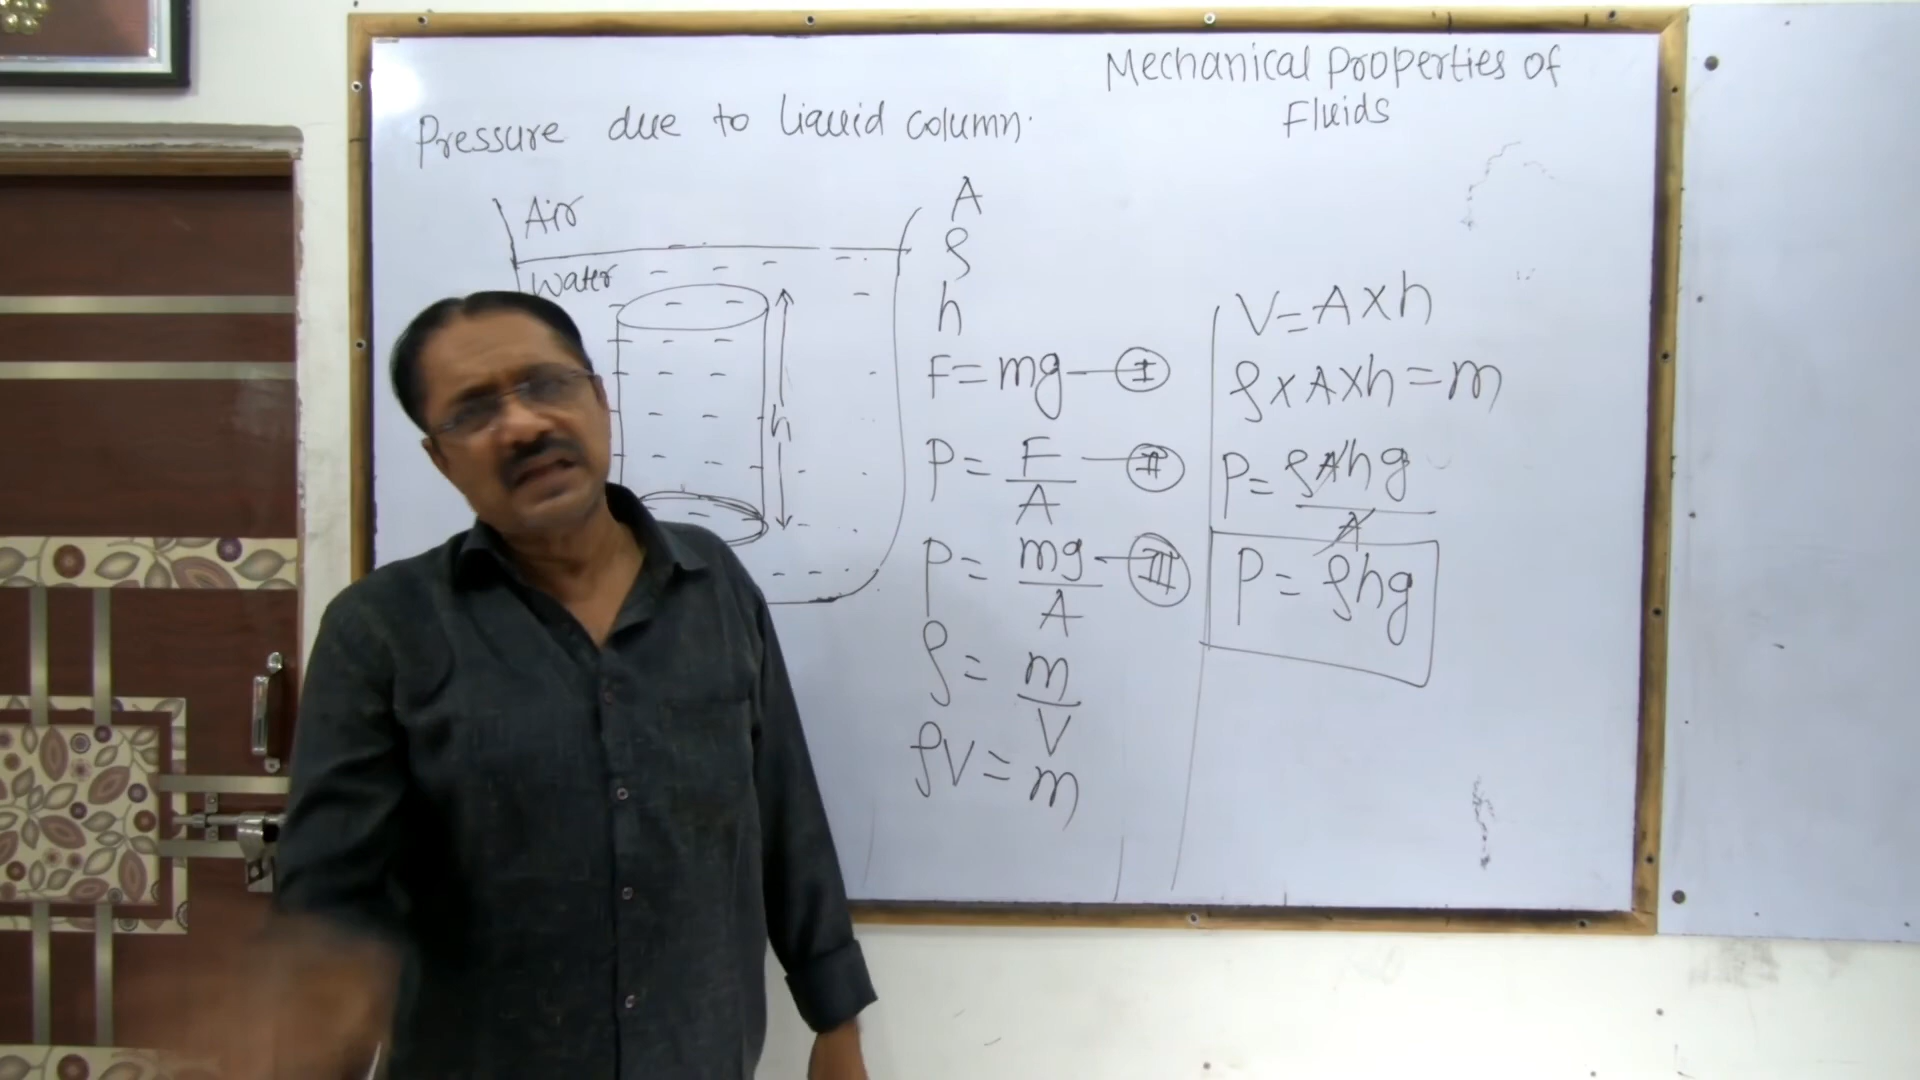 Mechanical Properties of
Fluids
Pressure due to liquid column.
Air
Water
h
A
ρ
h
F = mg — I
P = F/A — II
P = mg/A — III
ρ = m/V
ρV = m
V = A × h
ρ × A × h = m
P = ρAhg/A
P = ρhg